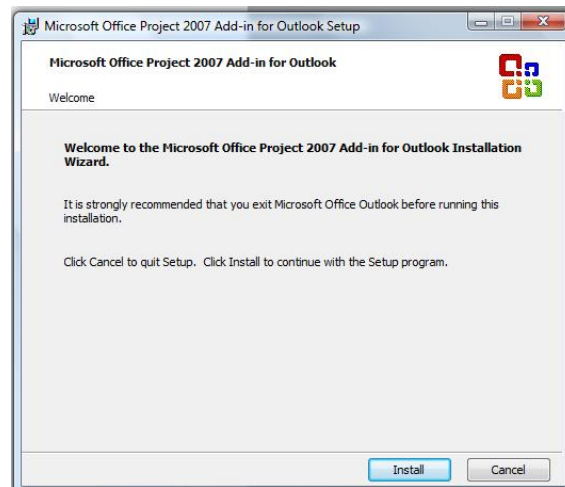 Microsoft Office Project 2007 Add-in for Outlook Setup
Microsoft Office Project 2007 Add-in for Outlook
Welcome
Welcome to the Microsoft Office Project 2007 Add-in for Outlook Installation
Wizard.
It is strongly recommended that you exit Microsoft Office Outlook before running this
installation.
Click Cancel to quit Setup.  Click Install to continue with the Setup program.
Install
Cancel